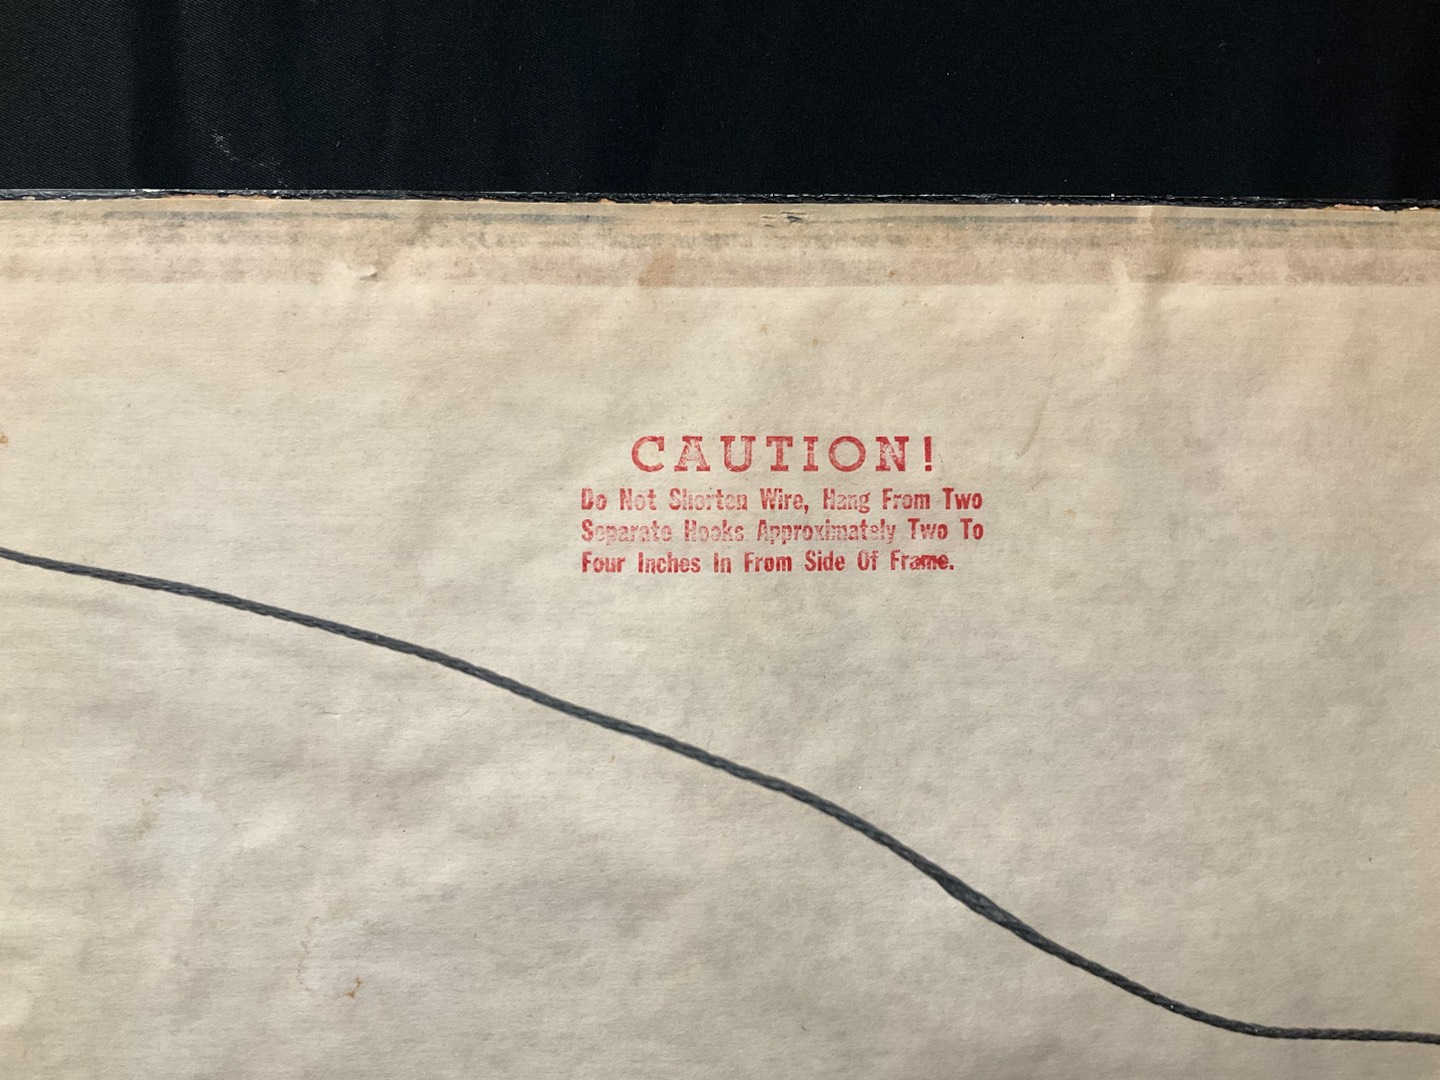 CAUTION!
Do Not Shorten Wire, Hang From Two
Separate Hooks Approximately Two To
Four Inches In From Side Of Frame.